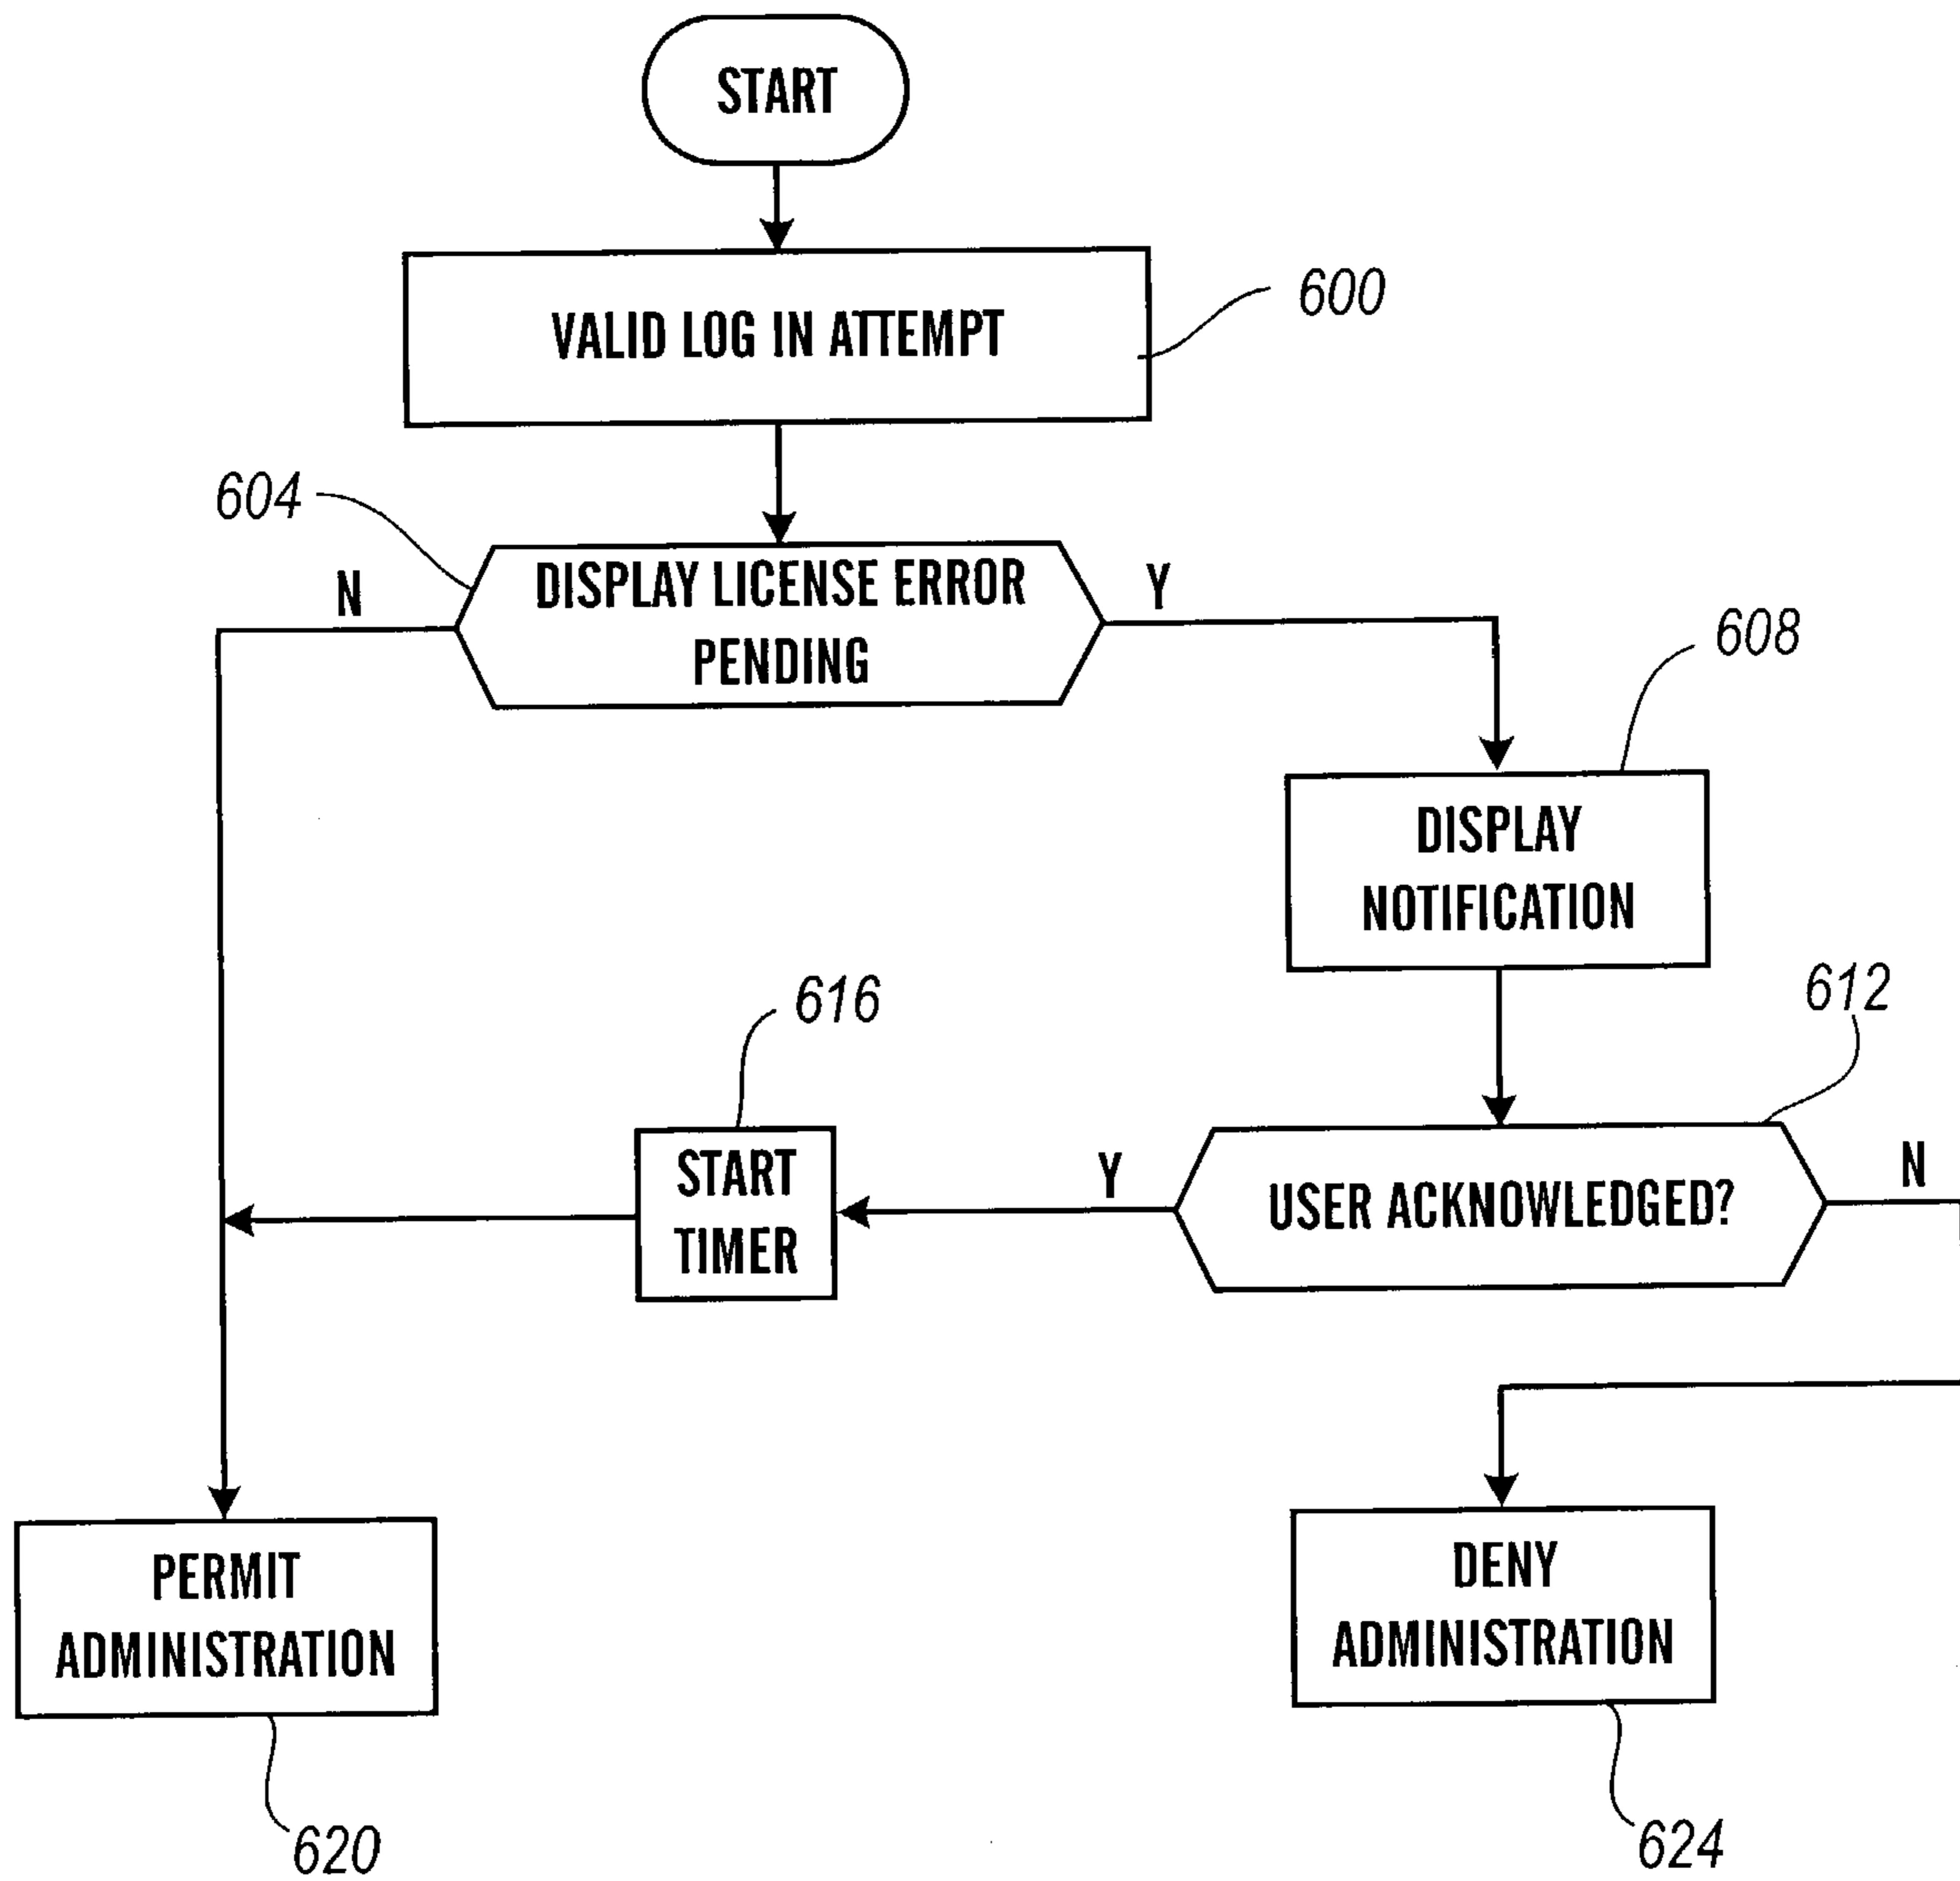 START
VALID LOG IN ATTEMPT
600
604
N
DISPLAY LICENSE ERROR
PENDING
Y
608
DISPLAY
NOTIFICATION
616
612
START
TIMER
Y
USER ACKNOWLEDGED?
N
PERMIT
ADMINISTRATION
DENY
ADMINISTRATION
620
624